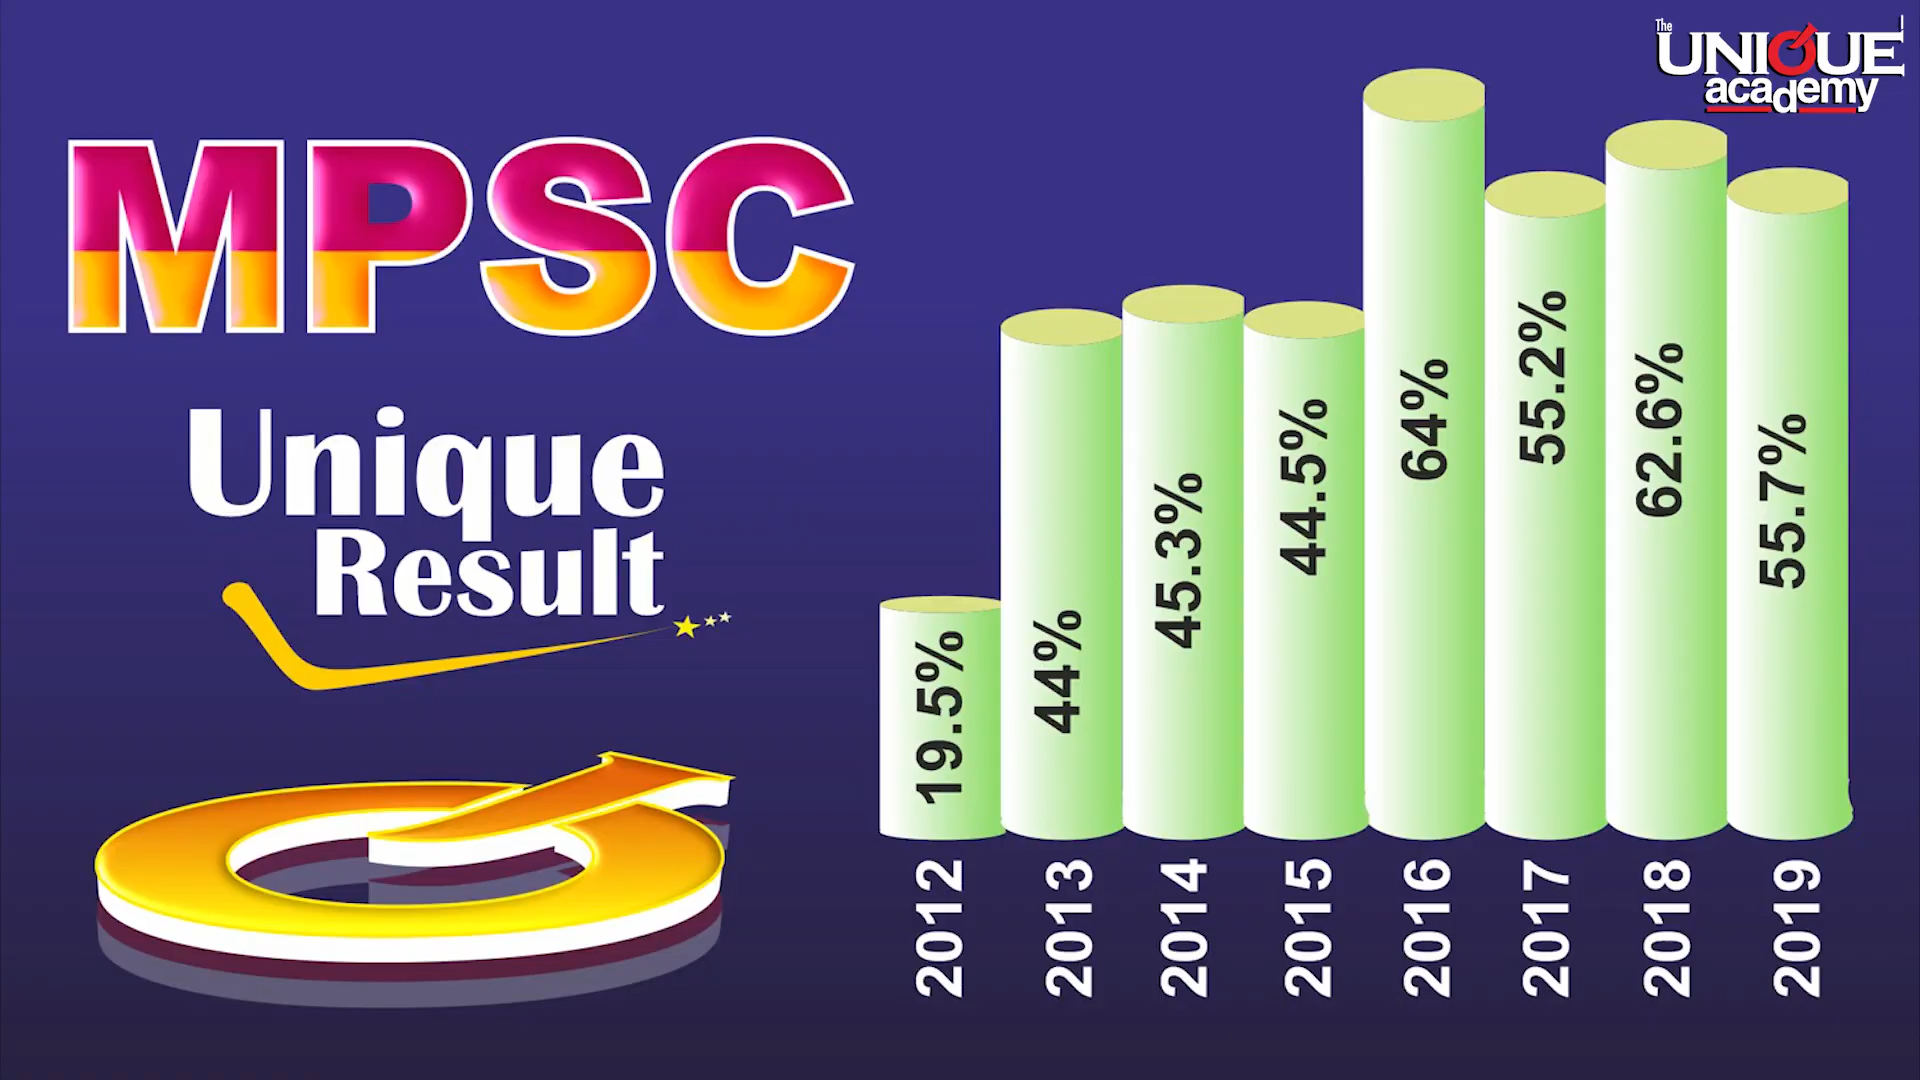 The
UNIQUE
academy
MPSC
Unique
Result
19.5%
44%
45.3%
44.5%
64%
55.2%
62.6%
55.7%
2012
2013
2014
2015
2016
2017
2018
2019